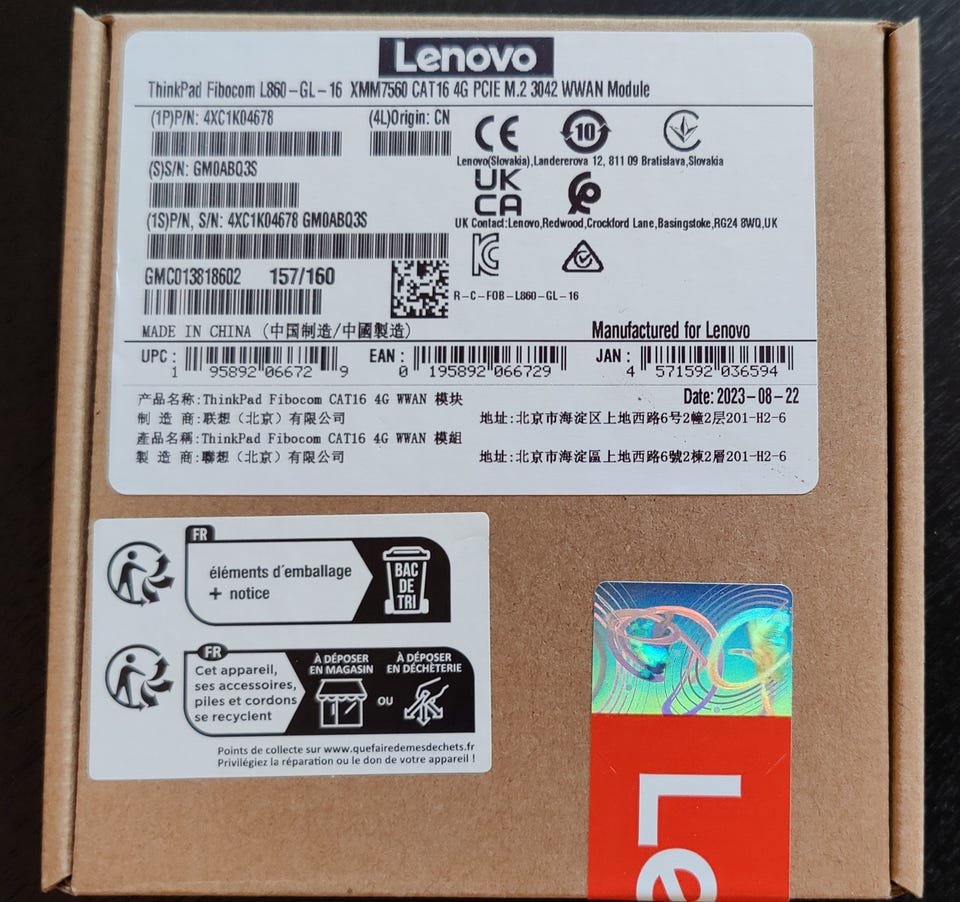 Lenovo
ThinkPad Fibocom L860-GL-16 XMM7560 CAT16 4G PCIE M.2 3042 WWAN Module
(1P)P/N: 4XC1K04678
(4L)Origin: CN
(S)S/N: GM0ABQ3S
(1S)P/N, S/N: 4XC1K04678 GM0ABQ3S
GMC013818602 157/160
CE
10
Lenovo(Slovakia),Landererova 12, 811 09 Bratislava,Slovakia
UK
CA
UK Contact:Lenovo,Redwood,Crockford Lane,Basingstoke,RG24 8WQ,UK
R-C-FOB-L860-GL-16
MADE IN CHINA (中国制造/中國製造)
Manufactured for Lenovo
UPC: 1 95892 06672 9
EAN: 0 195892 066729
JAN: 4 571592 036594
产品名称:ThinkPad Fibocom CAT16 4G WWAN 模块
Date: 2023-08-22
制 造 商:联想（北京）有限公司
地址:北京市海淀区上地西路6号2幢2层201-H2-6
產品名稱:ThinkPad Fibocom CAT16 4G WWAN 模組
製 造 商:聯想（北京）有限公司
地址:北京市海淀區上地西路6號2棟2層201-H2-6
FR
éléments d'emballage
+ notice
BAC
DE
TRI
FR
Cet appareil,
ses accessoires,
piles et cordons
se recyclent
À DÉPOSER
EN MAGASIN
OU
À DÉPOSER
EN DÉCHÈTERIE
Points de collecte sur www.quefairedemesdechets.fr
Privilégiez la réparation ou le don de votre appareil !
Le